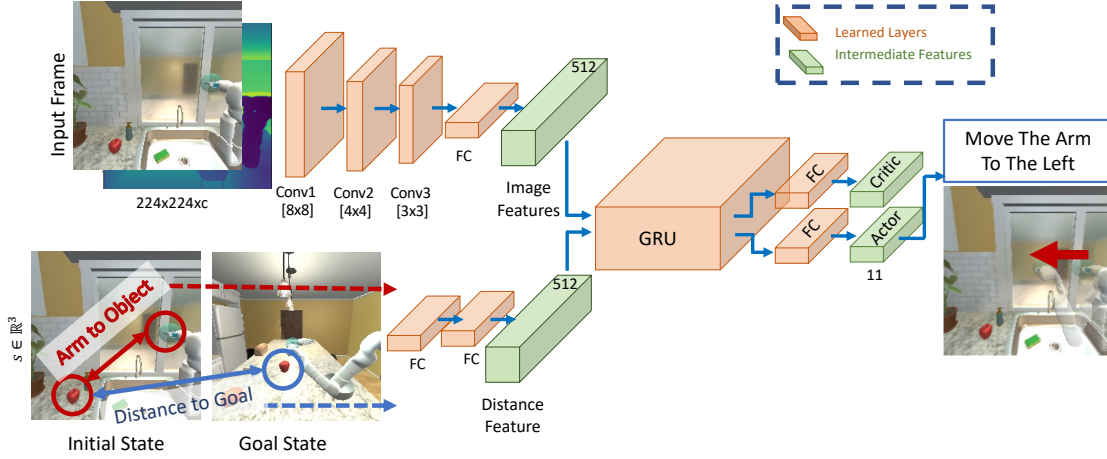 Learned Layers
Intermediate Features
Input Frame
224x224xc
Conv1
[8x8]
Conv2
[4x4]
Conv3
[3x3]
FC
512
Image
Features
GRU
FC
Critic
FC
Actor
11
Move The Arm
To The Left
s ∈ ℝ³
Arm to Object
Distance to Goal
Initial State
Goal State
FC
FC
512
Distance
Feature